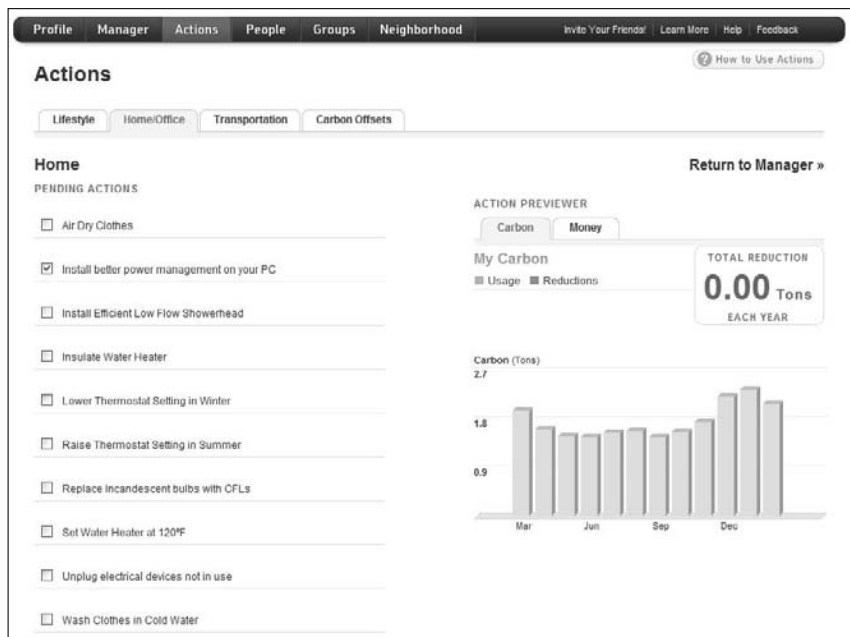 Profile Manager Actions People Groups Neighborhood Invite Your Friends! Learn More Help Feedback
Actions
? How to Use Actions
Lifestyle Home/Office Transportation Carbon Offsets
Home
Return to Manager »
PENDING ACTIONS
Air Dry Clothes
Install better power management on your PC
Install Efficient Low Flow Showerhead
Insulate Water Heater
Lower Thermostat Setting in Winter
Raise Thermostat Setting in Summer
Replace incandescent bulbs with CFLs
Set Water Heater at 120°F
Unplug electrical devices not in use
Wash Clothes in Cold Water
ACTION PREVIEWER
Carbon Money
My Carbon
Usage Reductions
TOTAL REDUCTION
0.00 Tons
EACH YEAR
Carbon (Tons)
2.7
1.8
0.9
Mar Jun Sep Dec